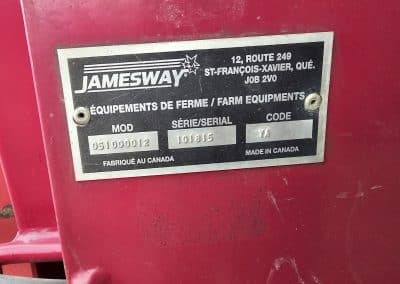 JAMESWAY
12, ROUTE 249
ST-FRANÇOIS-XAVIER, QUÉ.
JOB 2V0
ÉQUIPEMENTS DE FERME / FARM EQUIPMENTS
MOD SÉRIE/SERIAL CODE
051000012 101815 YA
FABRIQUÉ AU CANADA MADE IN CANADA